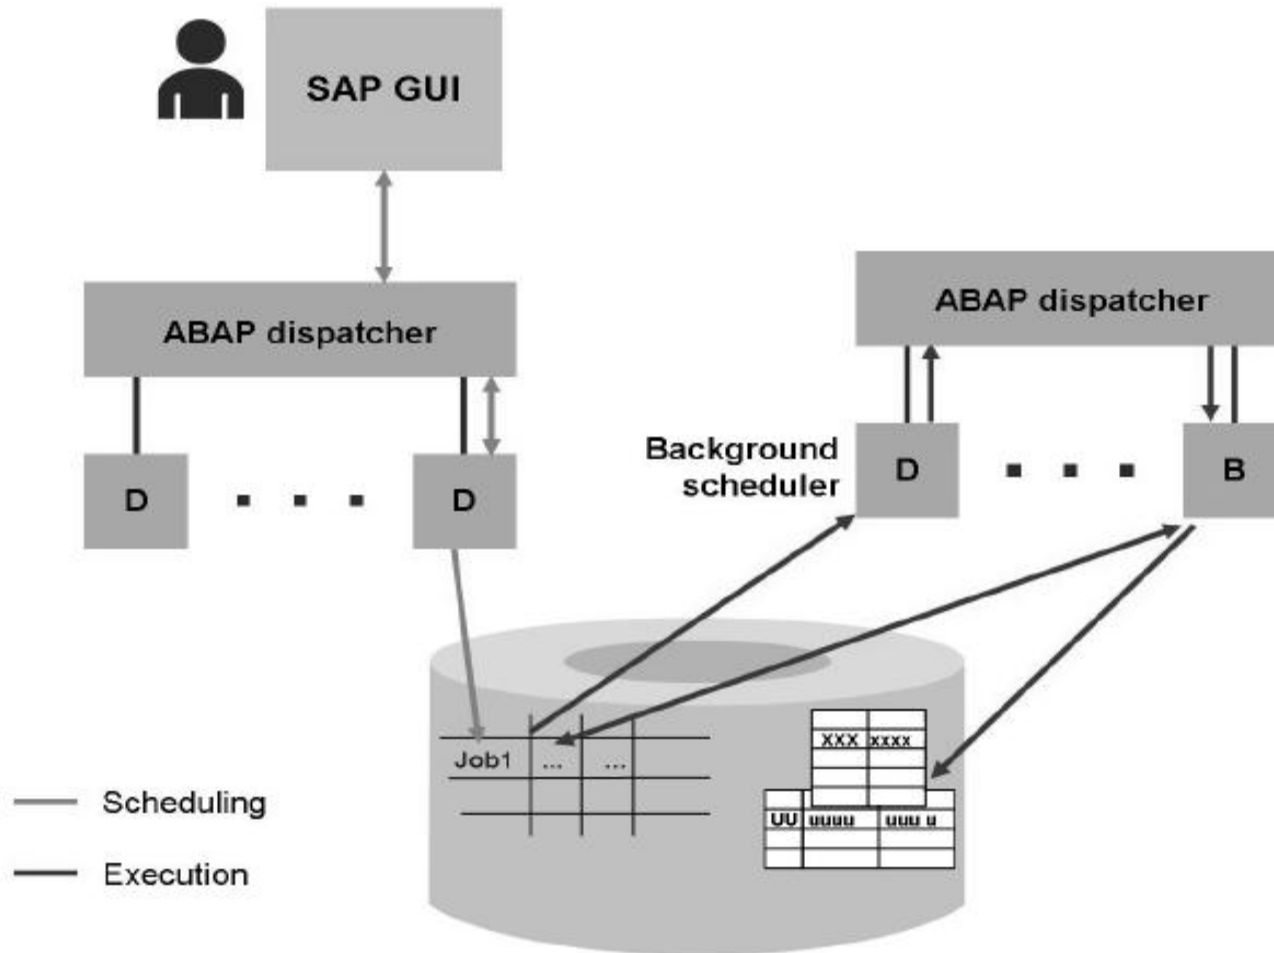 SAP GUI
ABAP dispatcher
ABAP dispatcher
D
D
Background
scheduler
D
B
Job1 ... ...
XXX xxxx
UU uuuu uuu u
Scheduling
Execution